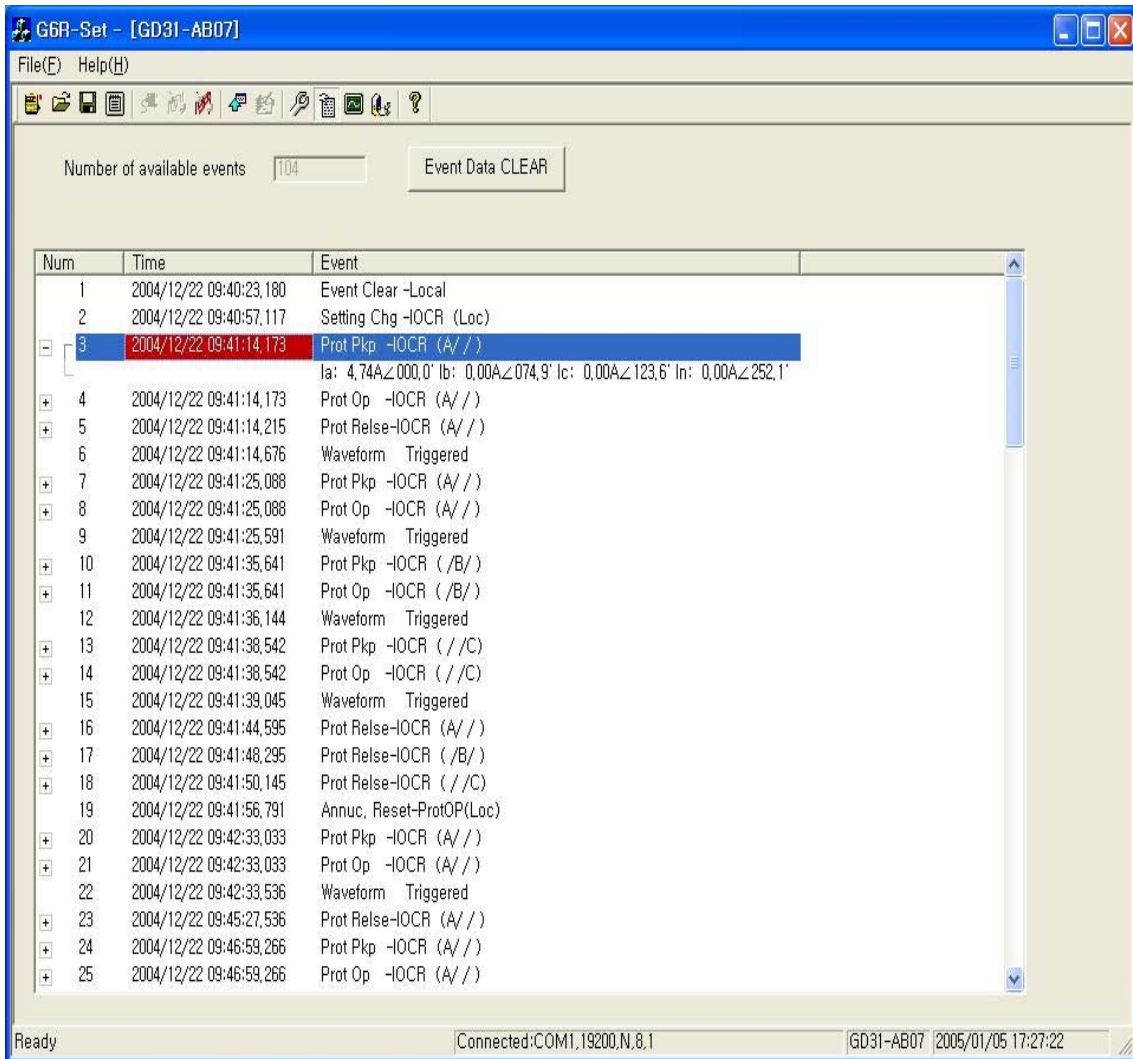 G6R-Set - [GD31-AB07]
File(F) Help(H)
Number of available events 104 Event Data CLEAR
Num Time Event
1 2004/12/22 09:40:23,180 Event Clear -Local
2 2004/12/22 09:40:57,117 Setting Chg -IOCR (Loc)
3 2004/12/22 09:41:14,173 Prot Pkp -IOCR (A/ / )
Ia: 4,74A∠000,0' Ib: 0,00A∠074,9' Ic: 0,00A∠123,6' In: 0,00A∠252,1'
4 2004/12/22 09:41:14,173 Prot Op -IOCR (A/ / )
5 2004/12/22 09:41:14,215 Prot Relse-IOCR (A/ / )
6 2004/12/22 09:41:14,676 Waveform Triggered
7 2004/12/22 09:41:25,088 Prot Pkp -IOCR (A/ / )
8 2004/12/22 09:41:25,088 Prot Op -IOCR (A/ / )
9 2004/12/22 09:41:25,591 Waveform Triggered
10 2004/12/22 09:41:35,641 Prot Pkp -IOCR ( /B/ )
11 2004/12/22 09:41:35,641 Prot Op -IOCR ( /B/ )
12 2004/12/22 09:41:36,144 Waveform Triggered
13 2004/12/22 09:41:38,542 Prot Pkp -IOCR ( / /C)
14 2004/12/22 09:41:38,542 Prot Op -IOCR ( / /C)
15 2004/12/22 09:41:39,045 Waveform Triggered
16 2004/12/22 09:41:44,595 Prot Relse-IOCR (A/ / )
17 2004/12/22 09:41:48,295 Prot Relse-IOCR ( /B/ )
18 2004/12/22 09:41:50,145 Prot Relse-IOCR ( / /C)
19 2004/12/22 09:41:56,791 Annuc, Reset-ProtOP(Loc)
20 2004/12/22 09:42:33,033 Prot Pkp -IOCR (A/ / )
21 2004/12/22 09:42:33,033 Prot Op -IOCR (A/ / )
22 2004/12/22 09:42:33,536 Waveform Triggered
23 2004/12/22 09:45:27,536 Prot Relse-IOCR (A/ / )
24 2004/12/22 09:46:59,266 Prot Pkp -IOCR (A/ / )
25 2004/12/22 09:46:59,266 Prot Op -IOCR (A/ / )
Ready Connected:COM1,19200,N,8,1 GD31-AB07 2005/01/05 17:27:22